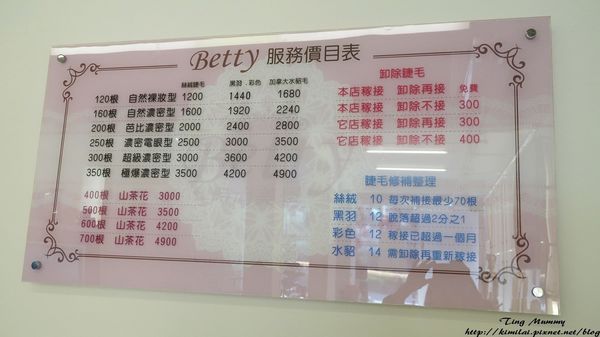 Betty 服務價目表
絲絨睫毛 黑羽．彩色 加拿大水貂毛
120根 自然裸妝型 1200 1440 1680
160根 自然濃密型 1600 1920 2240
200根 芭比濃密型 2000 2400 2800
250根 濃密電眼型 2500 3000 3500
300根 超級濃密型 3000 3600 4200
350根 極爆濃密型 3500 4200 4900
400根 山茶花 3000
500根 山茶花 3500
600根 山茶花 4200
700根 山茶花 4900
卸除睫毛
本店嫁接 卸除再接 免費
本店嫁接 卸除不接 300
它店嫁接 卸除再接 300
它店嫁接 卸除不接 400
睫毛修補整理
絲絨 10 每次補接最少70根
黑羽 12 脫落超過2分之1
彩色 12 嫁接已超過一個月
水貂 14 需卸除再重新嫁接
Ting Mummy
http://kimilai.pixnet.net/blog